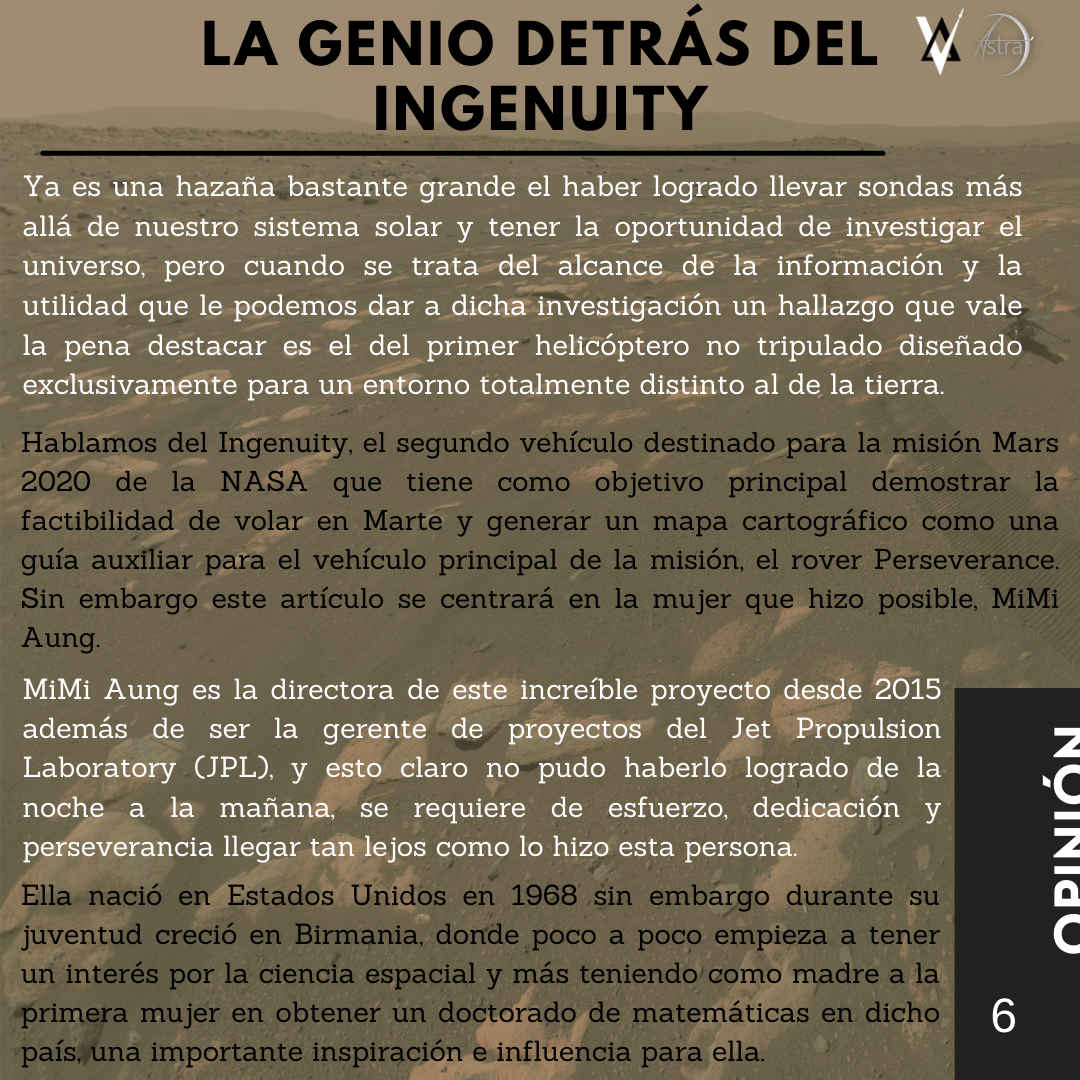 LA GENIO DETRÁS DEL
INGENUITY
Astra
Ya es una hazaña bastante grande el haber logrado llevar sondas más
allá de nuestro sistema solar y tener la oportunidad de investigar el
universo, pero cuando se trata del alcance de la información y la
utilidad que le podemos dar a dicha investigación un hallazgo que vale
la pena destacar es el del primer helicóptero no tripulado diseñado
exclusivamente para un entorno totalmente distinto al de la tierra.
Hablamos del Ingenuity, el segundo vehículo destinado para la misión Mars
2020 de la NASA que tiene como objetivo principal demostrar la
factibilidad de volar en Marte y generar un mapa cartográfico como una
guía auxiliar para el vehículo principal de la misión, el rover Perseverance.
Sin embargo este artículo se centrará en la mujer que hizo posible, MiMi
Aung.
MiMi Aung es la directora de este increíble proyecto desde 2015
además de ser la gerente de proyectos del Jet Propulsion
Laboratory (JPL), y esto claro no pudo haberlo logrado de la
noche a la mañana, se requiere de esfuerzo, dedicación y
perseverancia llegar tan lejos como lo hizo esta persona.
Ella nació en Estados Unidos en 1968 sin embargo durante su
juventud creció en Birmania, donde poco a poco empieza a tener
un interés por la ciencia espacial y más teniendo como madre a la
primera mujer en obtener un doctorado de matemáticas en dicho
país, una importante inspiración e influencia para ella.
OPINIÓN
6